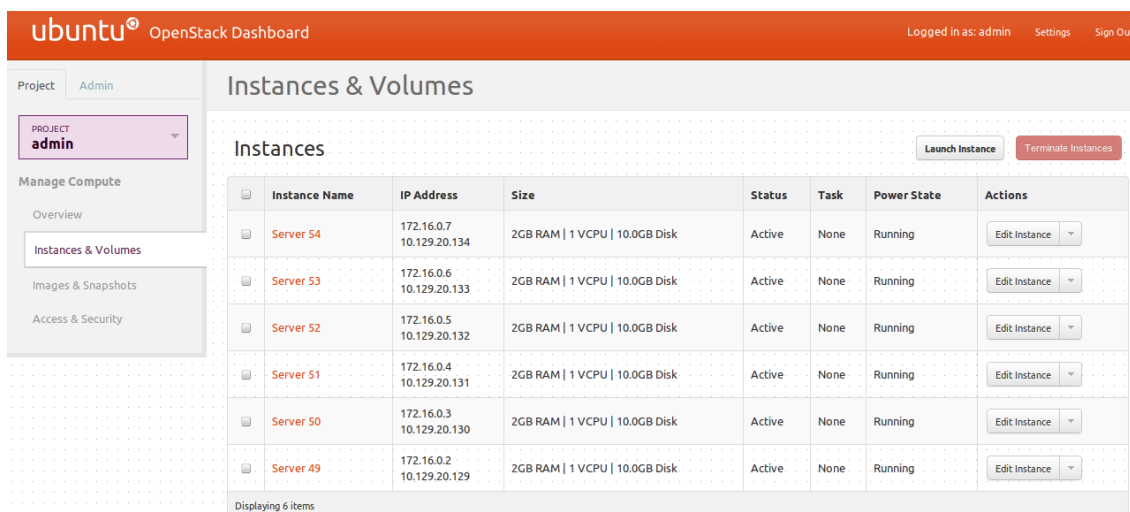 ubuntu OpenStack Dashboard Logged in as: admin Settings Sign Ou
Project Admin
Instances & Volumes
PROJECT
admin
Manage Compute
Overview
Instances & Volumes
Images & Snapshots
Access & Security
Instances Launch Instance Terminate Instances
Instance Name IP Address Size Status Task Power State Actions
Server 54 172.16.0.7 2GB RAM | 1 VCPU | 10.0GB Disk Active None Running Edit Instance
10.129.20.134
Server 53 172.16.0.6 2GB RAM | 1 VCPU | 10.0GB Disk Active None Running Edit Instance
10.129.20.133
Server 52 172.16.0.5 2GB RAM | 1 VCPU | 10.0GB Disk Active None Running Edit Instance
10.129.20.132
Server 51 172.16.0.4 2GB RAM | 1 VCPU | 10.0GB Disk Active None Running Edit Instance
10.129.20.131
Server 50 172.16.0.3 2GB RAM | 1 VCPU | 10.0GB Disk Active None Running Edit Instance
10.129.20.130
Server 49 172.16.0.2 2GB RAM | 1 VCPU | 10.0GB Disk Active None Running Edit Instance
10.129.20.129
Displaying 6 items